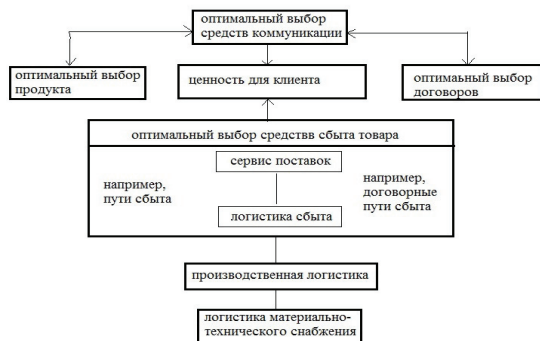 оптимальный выбор
средств коммуникации
оптимальный выбор
продукта
ценность для клиента
оптимаьный выбор
договоров
оптимальный выбор средствв сбыта товара
сервис поставок
например,
пути сбыта
например,
договорные
пути сбыта
логистика сбыта
производственная логистика
логистика материально-
технического снабжения